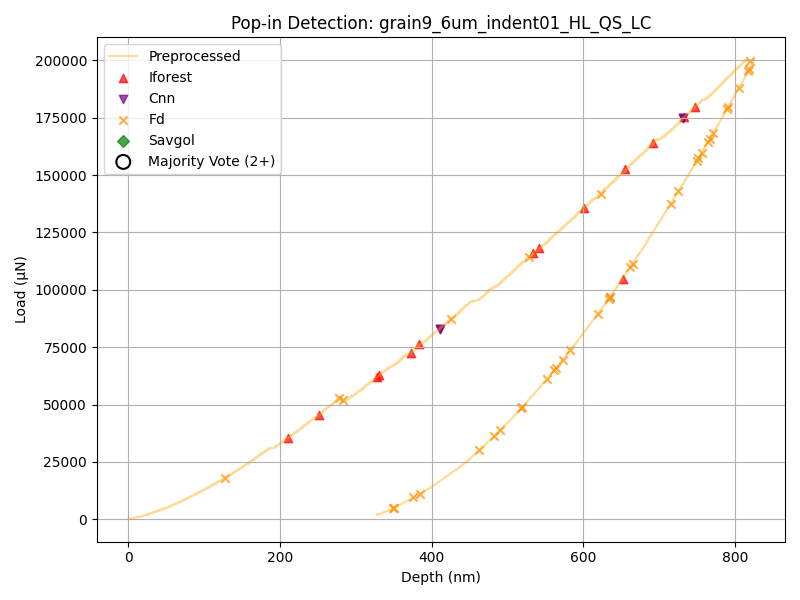 Pop-in Detection: grain9_6um_indent01_HL_QS_LC
Preprocessed
Iforest
Cnn
Fd
Savgol
Majority Vote (2+)
Load (µN)
200000
175000
150000
125000
100000
75000
50000
25000
0
0 200 400 600 800
Depth (nm)